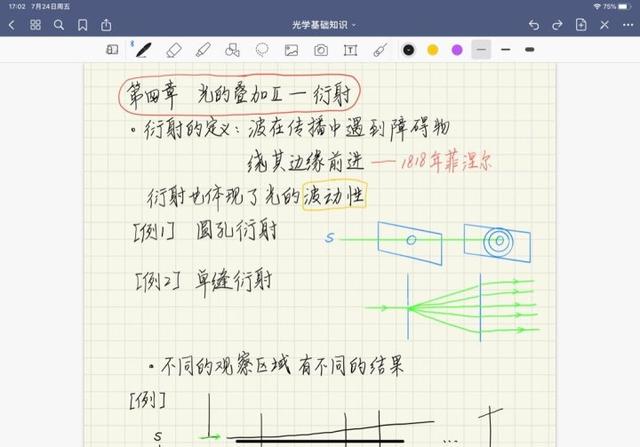 17:02 7月24日周五
75%
光学基础知识
第四章 光的叠加Ⅱ—衍射
·衍射的定义:波在传播中遇到障碍物
绕其边缘前进 —1818年菲涅尔
衍射也体现了光的波动性
[例1] 圆孔衍射
S
[例2] 单缝衍射
·不同的观察区域有不同的结果
[例]
S
...